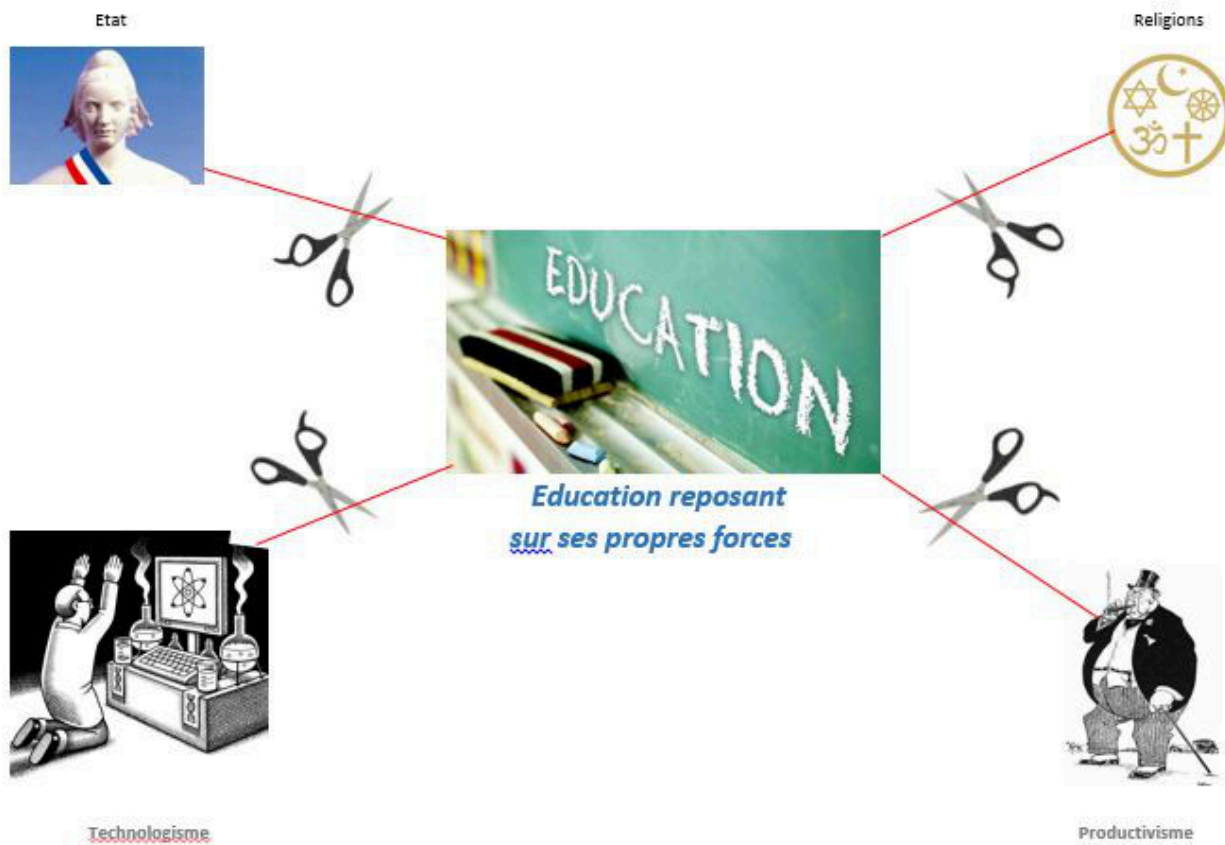 Etat
Religions
EDUCATION
Education reposant
sur ses propres forces
Technologisme
Productivisme